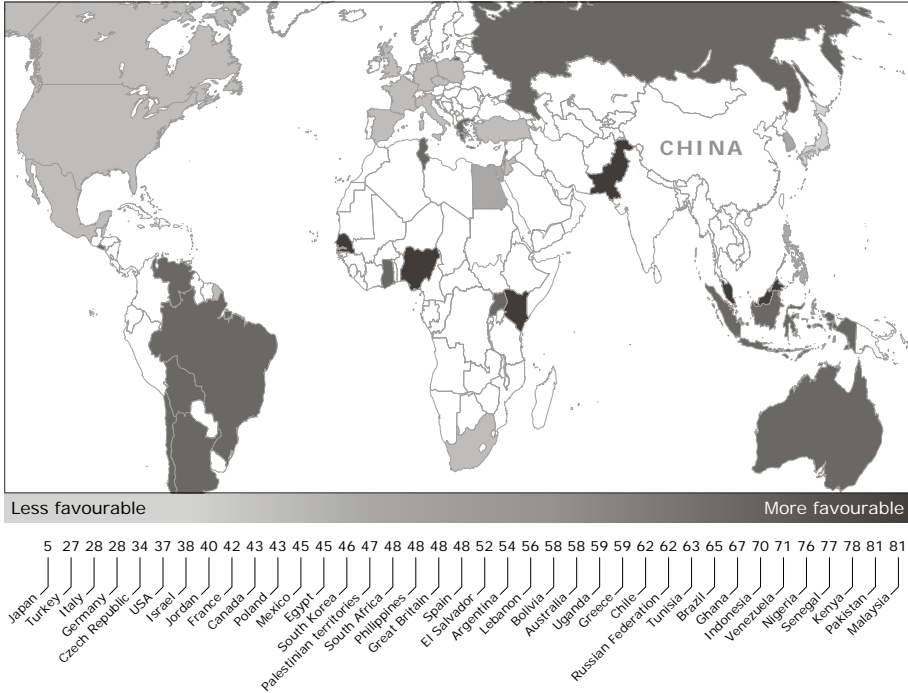 CHINA
Less favourable
More favourable
5 27 28 28 34 37 38 40 42 43 43 45 45 46 47 48 48 48 48 52 54 56 58 58 59 59 62 62 63 65 67 70 71 76 77 78 81 81
Japan
Turkey
Italy
Germany
Czech Republic
USA
Israel
Jordan
France
Canada
Poland
Mexico
Egypt
South Korea
Palestinian territories
South Africa
Philippines
Great Britain
Spain
El Salvador
Argentina
Lebanon
Bolivia
Australia
Uganda
Greece
Chile
Russian Federation
Tunisia
Brazil
Ghana
Indonesia
Venezuela
Nigeria
Senegal
Kenya
Pakistan
Malaysia